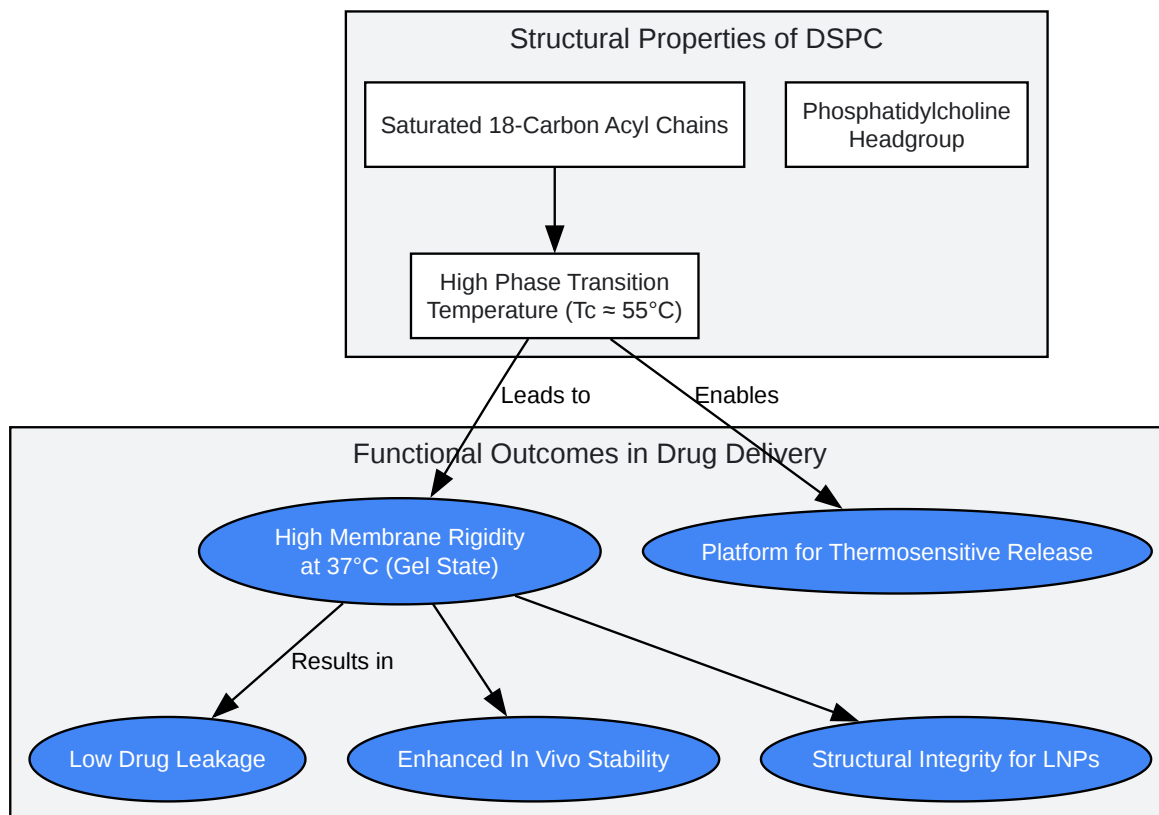 Structural Properties of DSPC
Saturated 18-Carbon Acyl Chains
Phosphatidylcholine
Headgroup
High Phase Transition
Temperature (Tc ≈ 55°C)
Leads to
Enables
Functional Outcomes in Drug Delivery
High Membrane Rigidity
at 37°C (Gel State)
Platform for Thermosensitive Release
Results in
Low Drug Leakage
Enhanced In Vivo Stability
Structural Integrity for LNPs